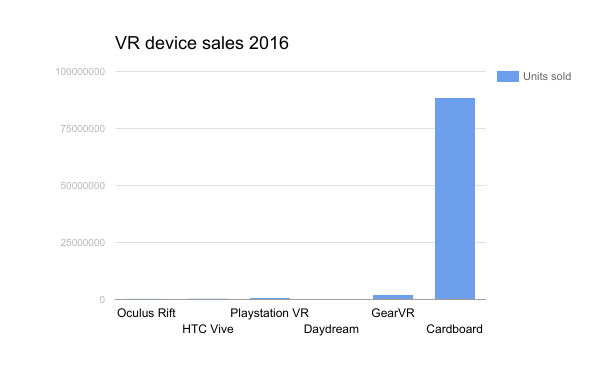 VR device sales 2016
100000000
Units sold
75000000
50000000
25000000
0
Oculus Rift
Playstation VR
GearVR
HTC Vive
Daydream
Cardboard